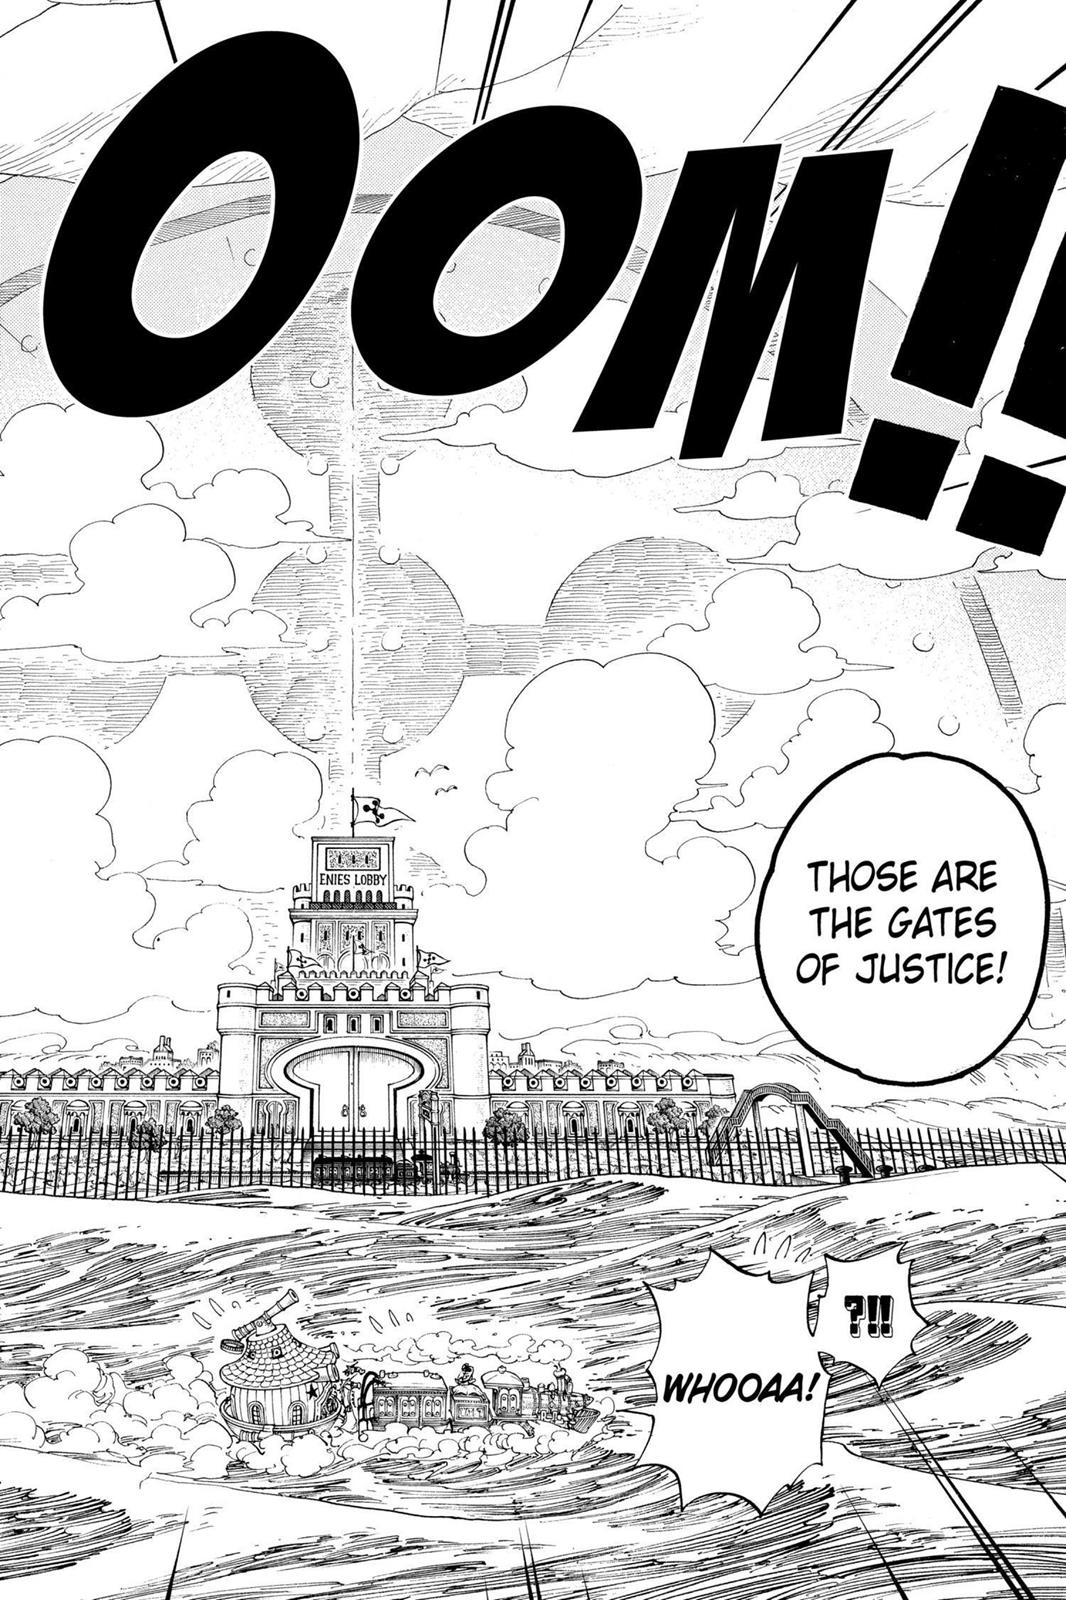 OOM!!
ENIES LOBBY
THOSE ARE
THE GATES
OF JUSTICE!
?!!
WHOOAA!